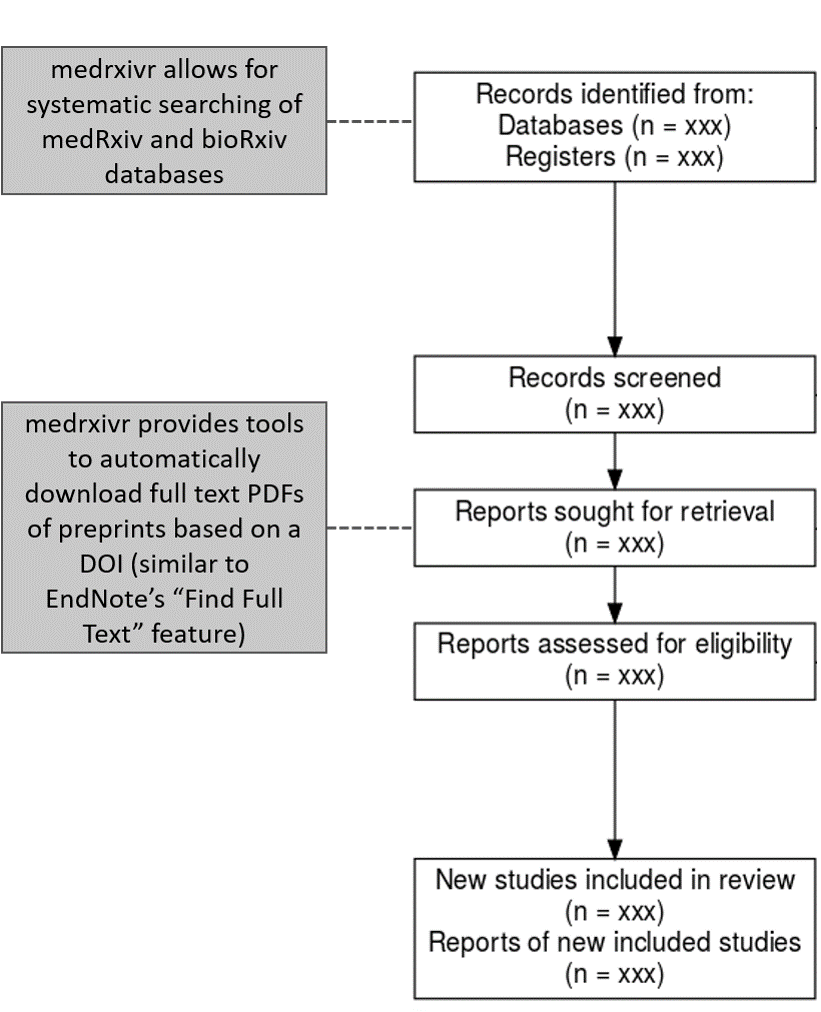 medrxivr allows for
systematic searching of
medRxiv and bioRxiv
databases
Records identified from:
Databases (n = xxx)
Registers (n = xxx)
Records screened
(n = xxx)
medrxivr provides tools
to automatically
download full text PDFs
of preprints based on a
DOI (similar to
EndNote’s “Find Full
Text” feature)
Reports sought for retrieval
(n = xxx)
Reports assessed for eligibility
(n = xxx)
New studies included in review
(n = xxx)
Reports of new included studies
(n = xxx)